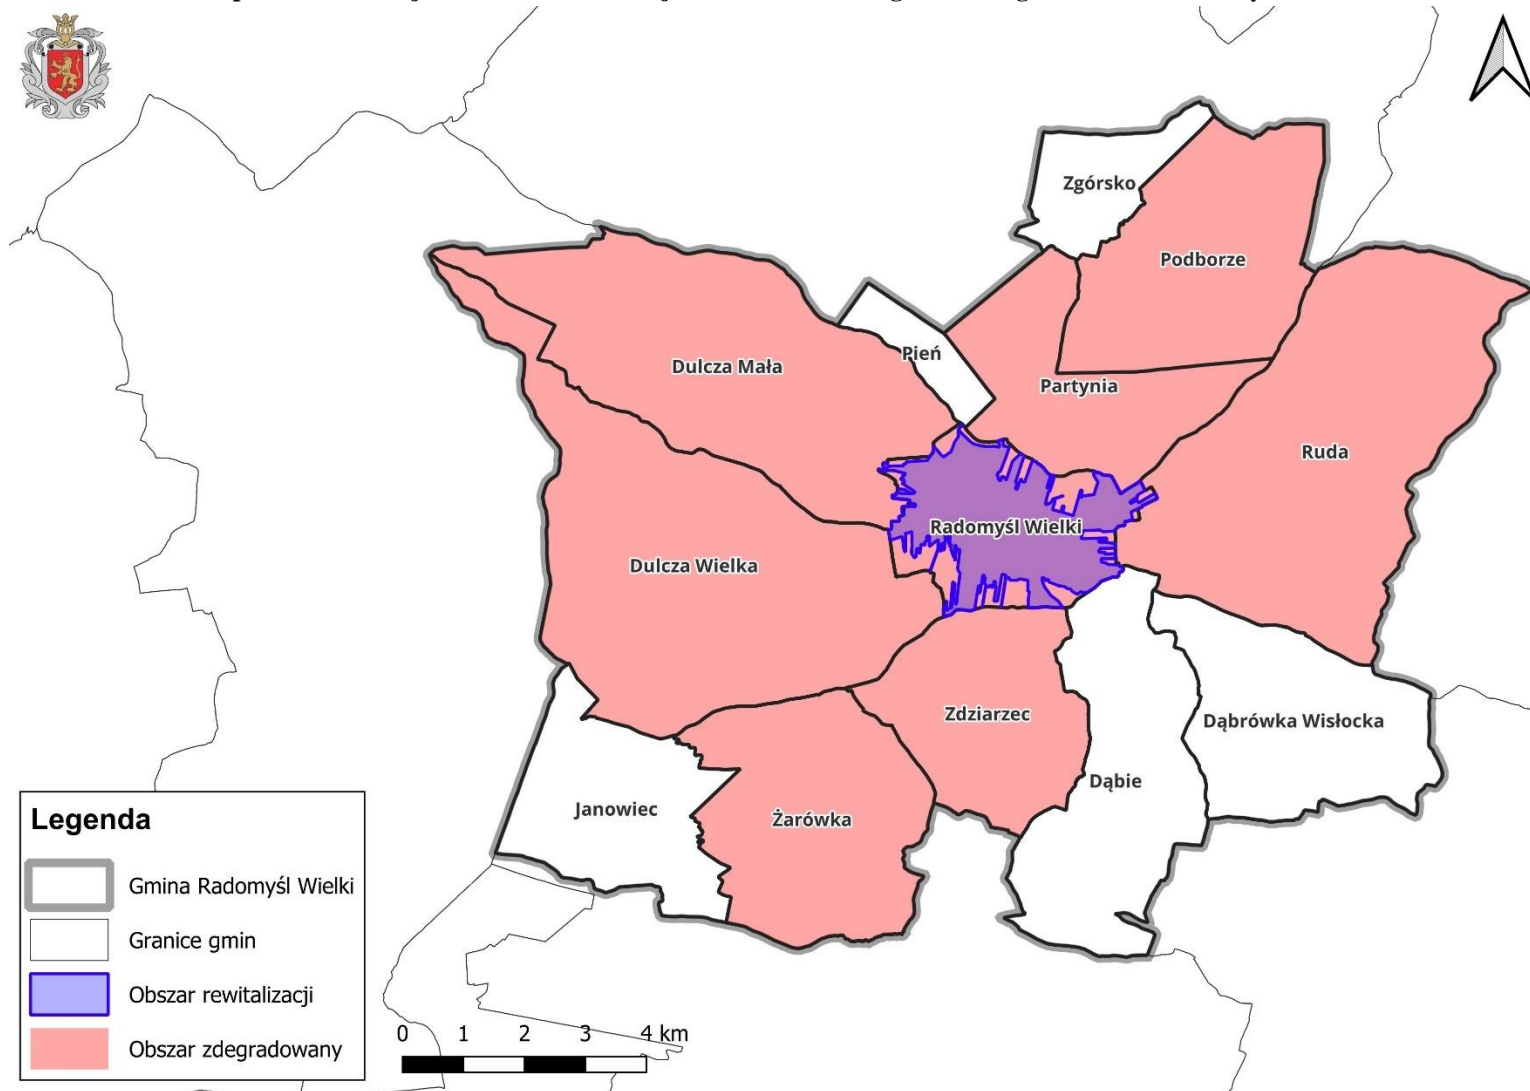 Zgórsko
Podborze
Pień
Dulcza Mała
Partynia
Ruda
Radomyśl Wielki
Dulcza Wielka
Zdziarzec
Dąbrówka Wisłocka
Dąbie
Janowiec
Żarówka
Legenda
Gmina Radomyśl Wielki
Granice gmin
Obszar rewitalizacji
Obszar zdegradowany
0 1 2 3 4 km